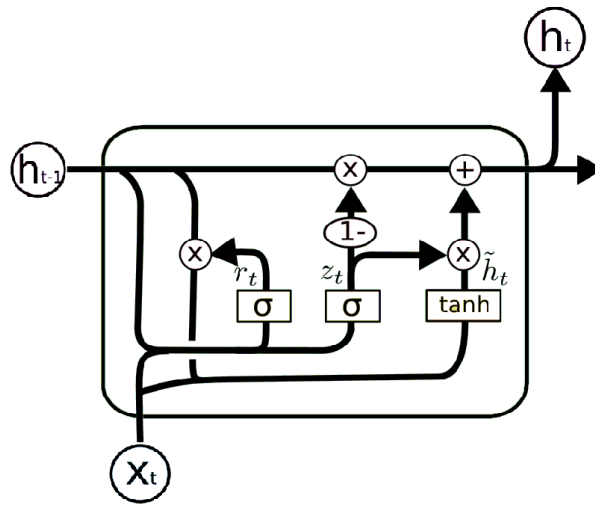 hₜ
hₜ₋₁
x
+
1-
x
rₜ
zₜ
x
h̃ₜ
σ
σ
tanh
xₜ